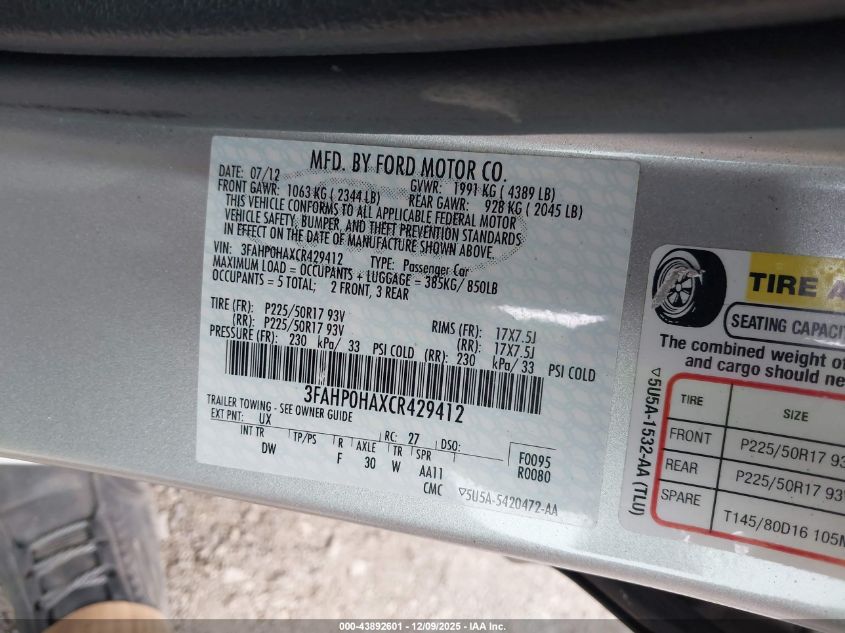 MFD. BY FORD MOTOR CO.
DATE: 07/12 GVWR: 1991 KG ( 4389 LB)
FRONT GAWR: 1063 KG ( 2344 LB) REAR GAWR: 928 KG ( 2045 LB)
THIS VEHICLE CONFORMS TO ALL APPLICABLE FEDERAL MOTOR
VEHICLE SAFETY, BUMPER, AND THEFT PREVENTION STANDARDS
IN EFFECT ON THE DATE OF MANUFACTURE SHOWN ABOVE.
VIN: 3FAHP0HAXCR429412 TYPE: Passenger Car
MAXIMUM LOAD = OCCUPANTS + LUGGAGE = 385KG/ 850LB
OCCUPANTS = 5 TOTAL; 2 FRONT, 3 REAR
TIRE (FR): P225/50R17 93V RIMS (FR): 17X7.5J
(RR): P225/50R17 93V (RR): 17X7.5J
PRESSURE (FR): 230 kPa/ 33 PSI COLD (RR): 230 kPa/ 33 PSI COLD
3FAHP0HAXCR429412
TRAILER TOWING - SEE OWNER GUIDE
EXT PNT: UX RC: 27 DSO: F0095
INT TR TP/PS R AXLE TR SPR R0080
DW F 30 W AA11
CMC ▽5U5A-5420472-AA
TIRE
SEATING
The combined weight of
and cargo should
▽5U5A-1532-AA (TLU)
TIRE SIZE
FRONT P225/50R17
REAR P225/50R17 93V
SPARE T145/80D16 105M
000-43892601 - 12/09/2025 - IAA Inc.